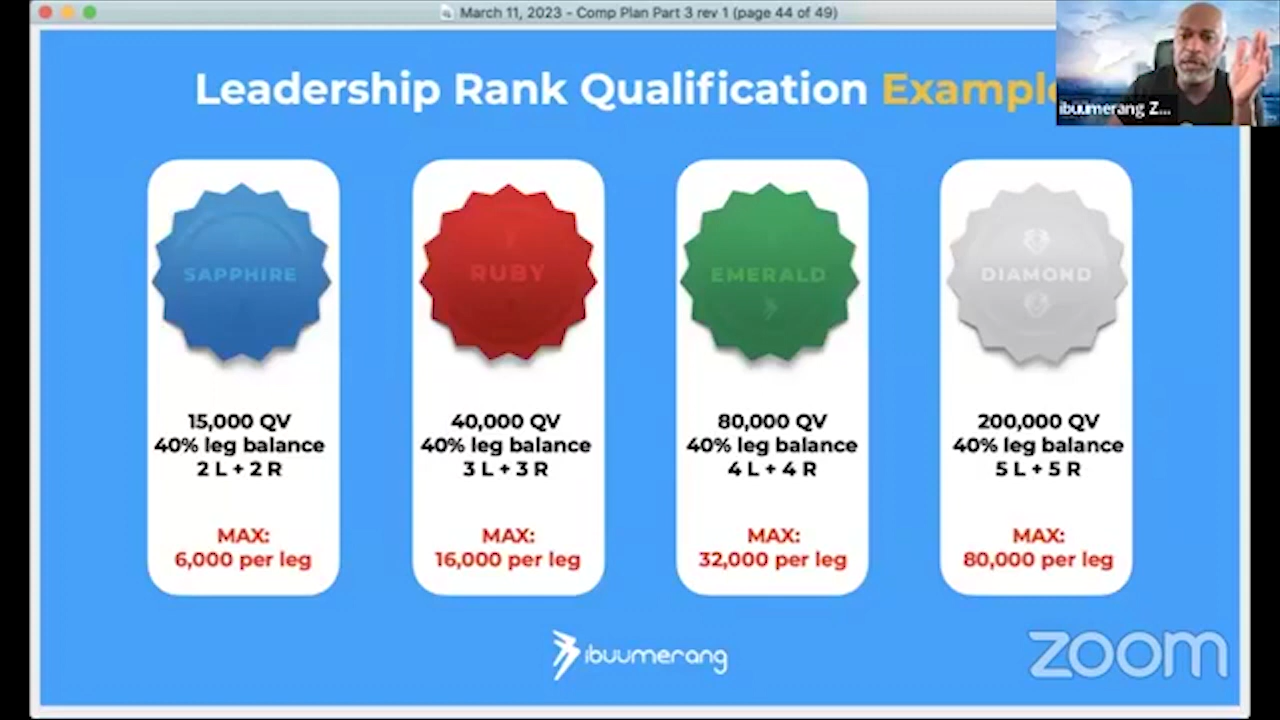 March 11, 2023 - Comp Plan Part 3 rev 1 (page 44 of 49)
Leadership Rank Qualification Example
ibuumerang Z...
SAPPHIRE
15,000 QV
40% leg balance
2 L + 2 R
MAX:
6,000 per leg
RUBY
40,000 QV
40% leg balance
3 L + 3 R
MAX:
16,000 per leg
EMERALD
80,000 QV
40% leg balance
4 L + 4 R
MAX:
32,000 per leg
DIAMOND
200,000 QV
40% leg balance
5 L + 5 R
MAX:
80,000 per leg
ibuumerang
zoom